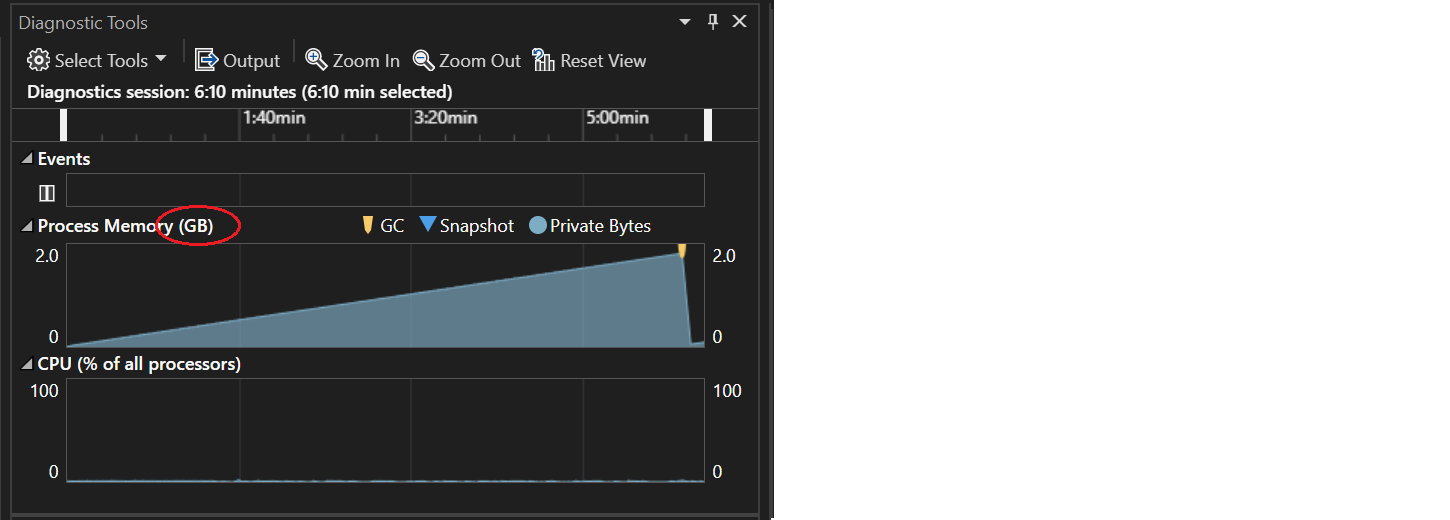 Diagnostic Tools
Select Tools Output Zoom In Zoom Out Reset View
Diagnostics session: 6:10 minutes (6:10 min selected)
1:40min 3:20min 5:00min
Events
Process Memory (GB) GC Snapshot Private Bytes
2.0 2.0
0 0
CPU (% of all processors)
100 100
0 0